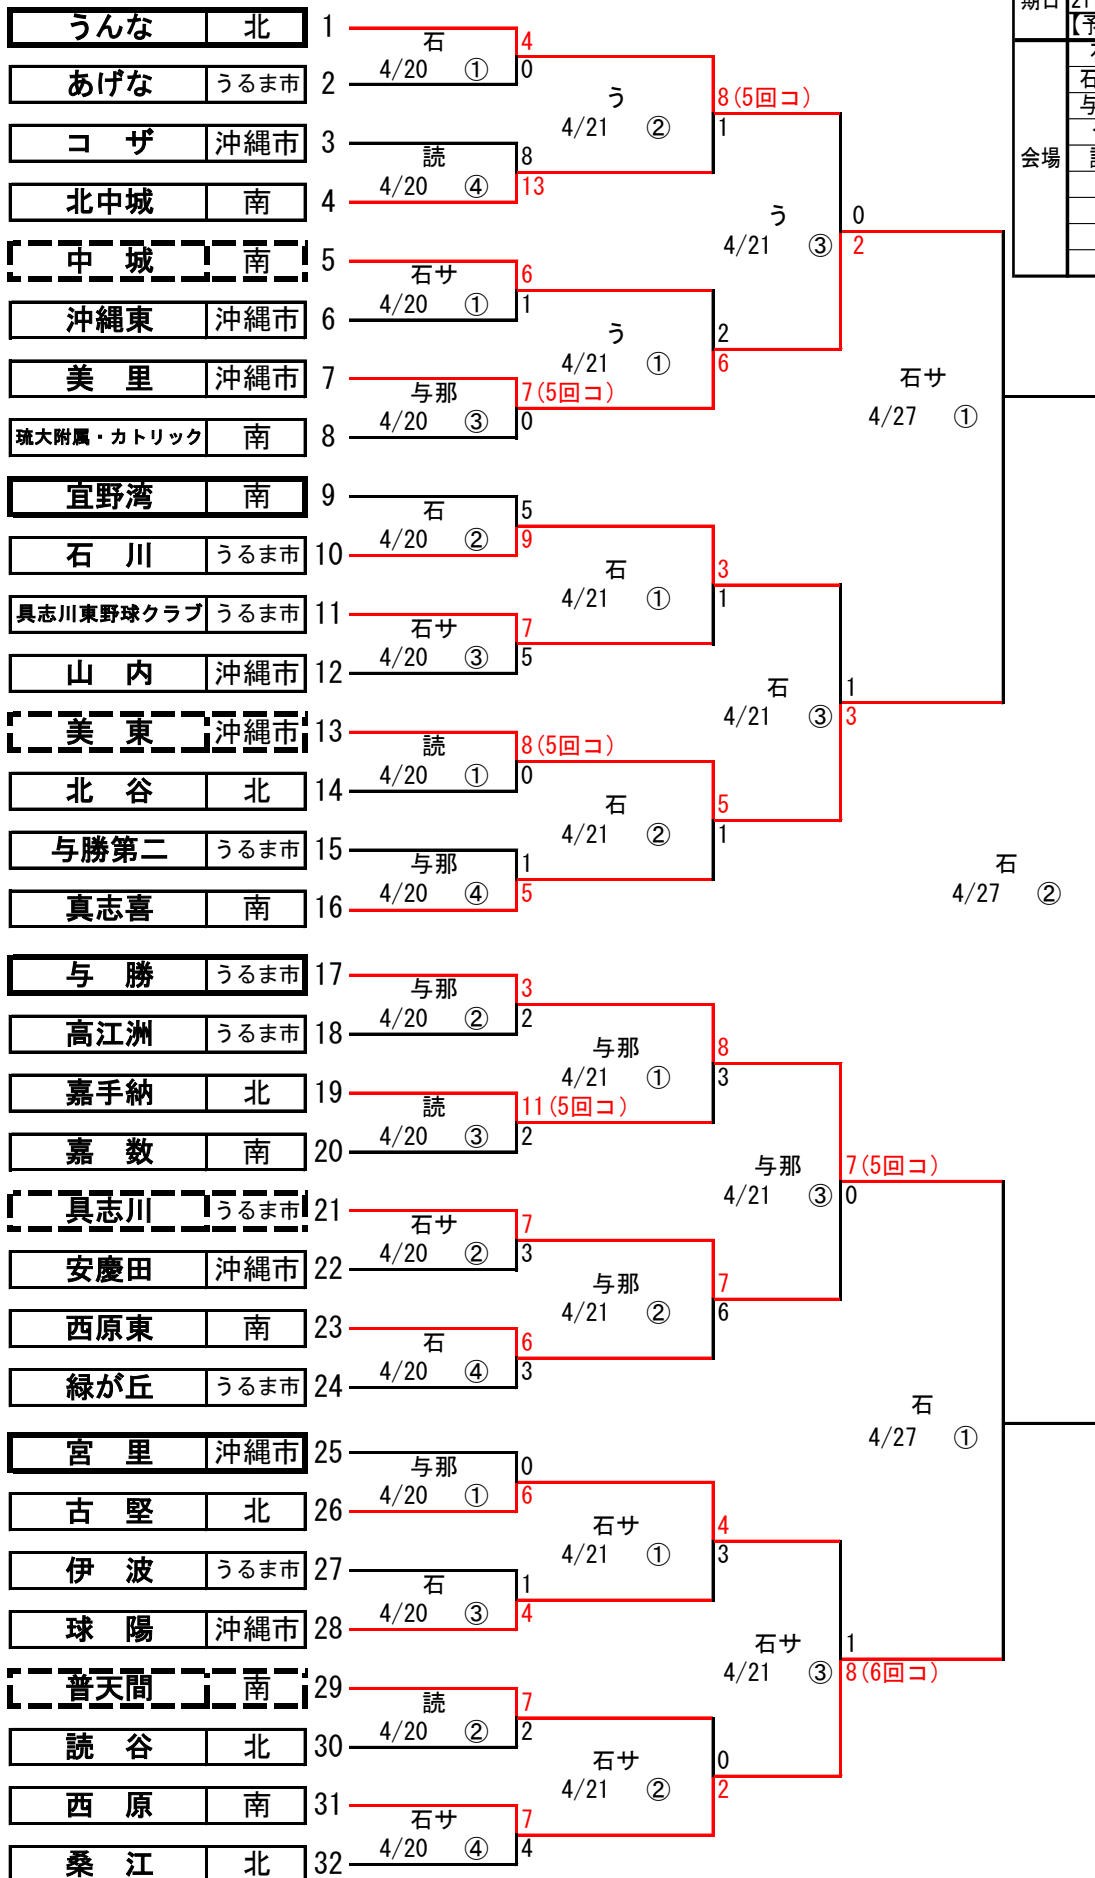 うんな 北 1
石
4/20 ①
4
0
あげな うるま市 2
う
4/21 ②
8(5回コ)
1
コ ザ 沖縄市 3
読
4/20 ④
8
13
北中城 南 4
う
4/21 ③
0
2
中 城 南 5
石サ
4/20 ①
6
1
沖縄東 沖縄市 6
う
4/21 ①
2
6
美 里 沖縄市 7
与那
4/20 ③
7(5回コ)
0
琉大附属・カトリック 南 8
石サ
4/27 ①
宜野湾 南 9
石
4/20 ②
5
9
石 川 うるま市 10
石
4/21 ①
3
1
具志川東野球クラブ うるま市 11
石サ
4/20 ③
7
5
山 内 沖縄市 12
石
4/21 ③
1
3
美 東 沖縄市 13
読
4/20 ①
8(5回コ)
0
北 谷 北 14
石
4/21 ②
5
1
与勝第二 うるま市 15
与那
4/20 ④
1
5
真志喜 南 16
石
4/27 ②
与 勝 うるま市 17
与那
4/20 ②
3
2
高江洲 うるま市 18
与那
4/21 ①
8
3
嘉手納 北 19
読
4/20 ③
11(5回コ)
2
嘉 数 南 20
与那
4/21 ③
7(5回コ)
0
具志川 うるま市 21
石サ
4/20 ②
7
3
安慶田 沖縄市 22
与那
4/21 ②
7
6
西原東 南 23
石
4/20 ④
6
3
緑が丘 うるま市 24
石
4/27 ①
宮 里 沖縄市 25
与那
4/20 ①
0
6
古 堅 北 26
石サ
4/21 ①
4
3
伊 波 うるま市 27
石
4/20 ③
1
4
球 陽 沖縄市 28
石サ
4/21 ③
1
8(6回コ)
普天間 南 29
読
4/20 ②
7
2
読 谷 北 30
石サ
4/21 ②
0
2
西 原 南 31
石サ
4/20 ④
7
4
桑 江 北 32
期日
21
【予
会場
石
与